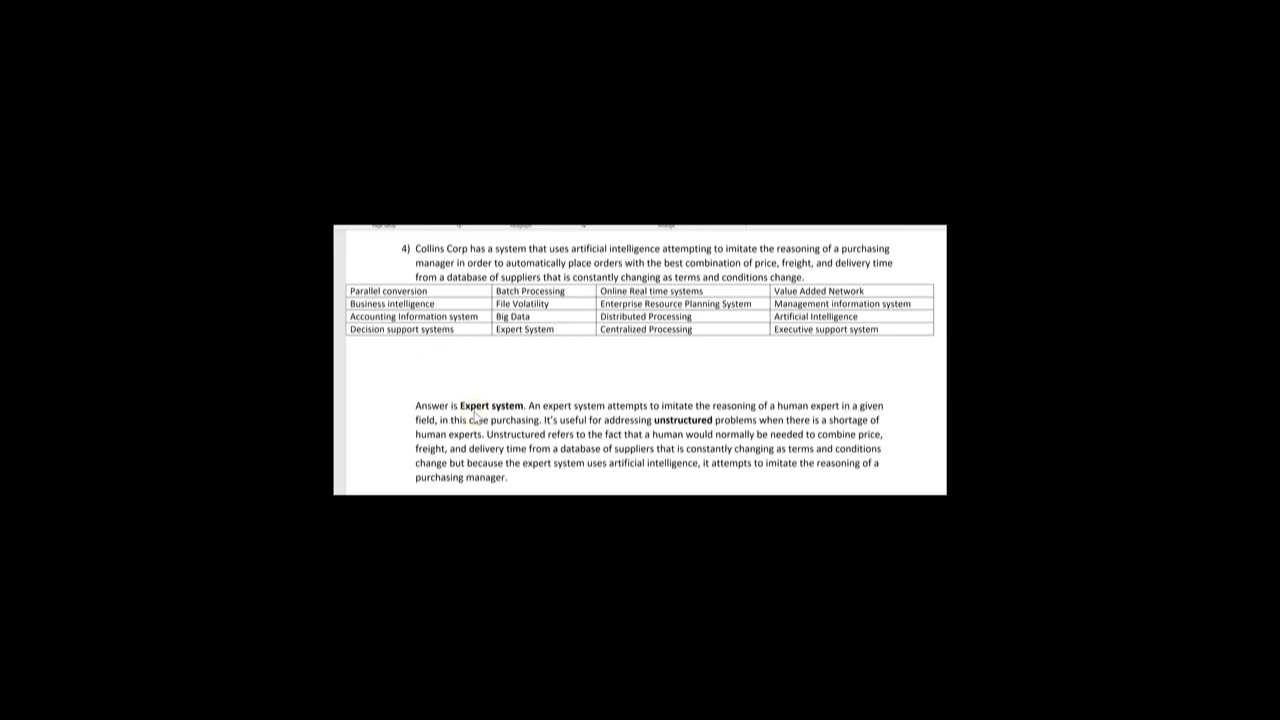 4) Collins Corp has a system that uses artificial intelligence attempting to imitate the reasoning of a purchasing
manager in order to automatically place orders with the best combination of price, freight, and delivery time
from a database of suppliers that is constantly changing as terms and conditions change.
Parallel conversion Batch Processing Online Real time systems Value Added Network
Business intelligence File Volatility Enterprise Resource Planning System Management information system
Accounting Information system Big Data Distributed Processing Artificial Intelligence
Decision support systems Expert System Centralized Processing Executive support system
Answer is Expert system. An expert system attempts to imitate the reasoning of a human expert in a given
field, in this case purchasing. It's useful for addressing unstructured problems when there is a shortage of
human experts. Unstructured refers to the fact that a human would normally be needed to combine price,
freight, and delivery time from a database of suppliers that is constantly changing as terms and conditions
change but because the expert system uses artificial intelligence, it attempts to imitate the reasoning of a
purchasing manager.